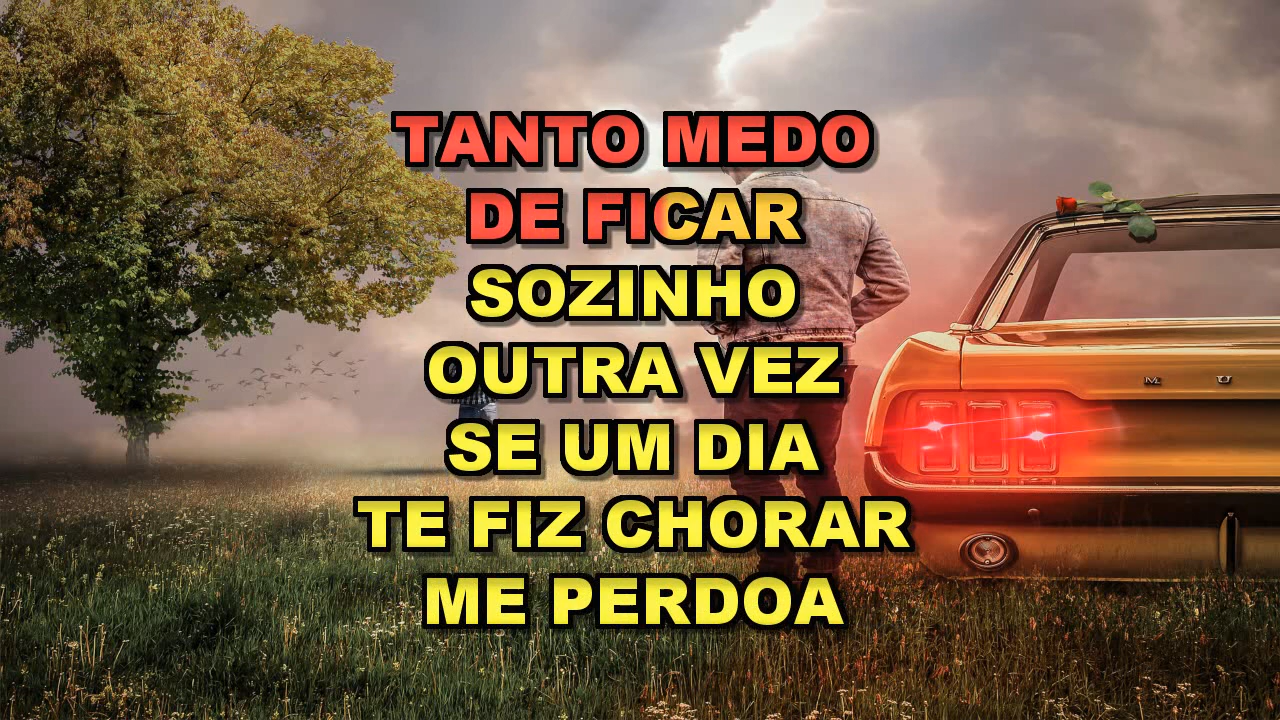 TANTO MEDO
DE FICAR
SOZINHO
OUTRA VEZ
SE UM DIA
TE FIZ CHORAR
ME PERDOA
M U